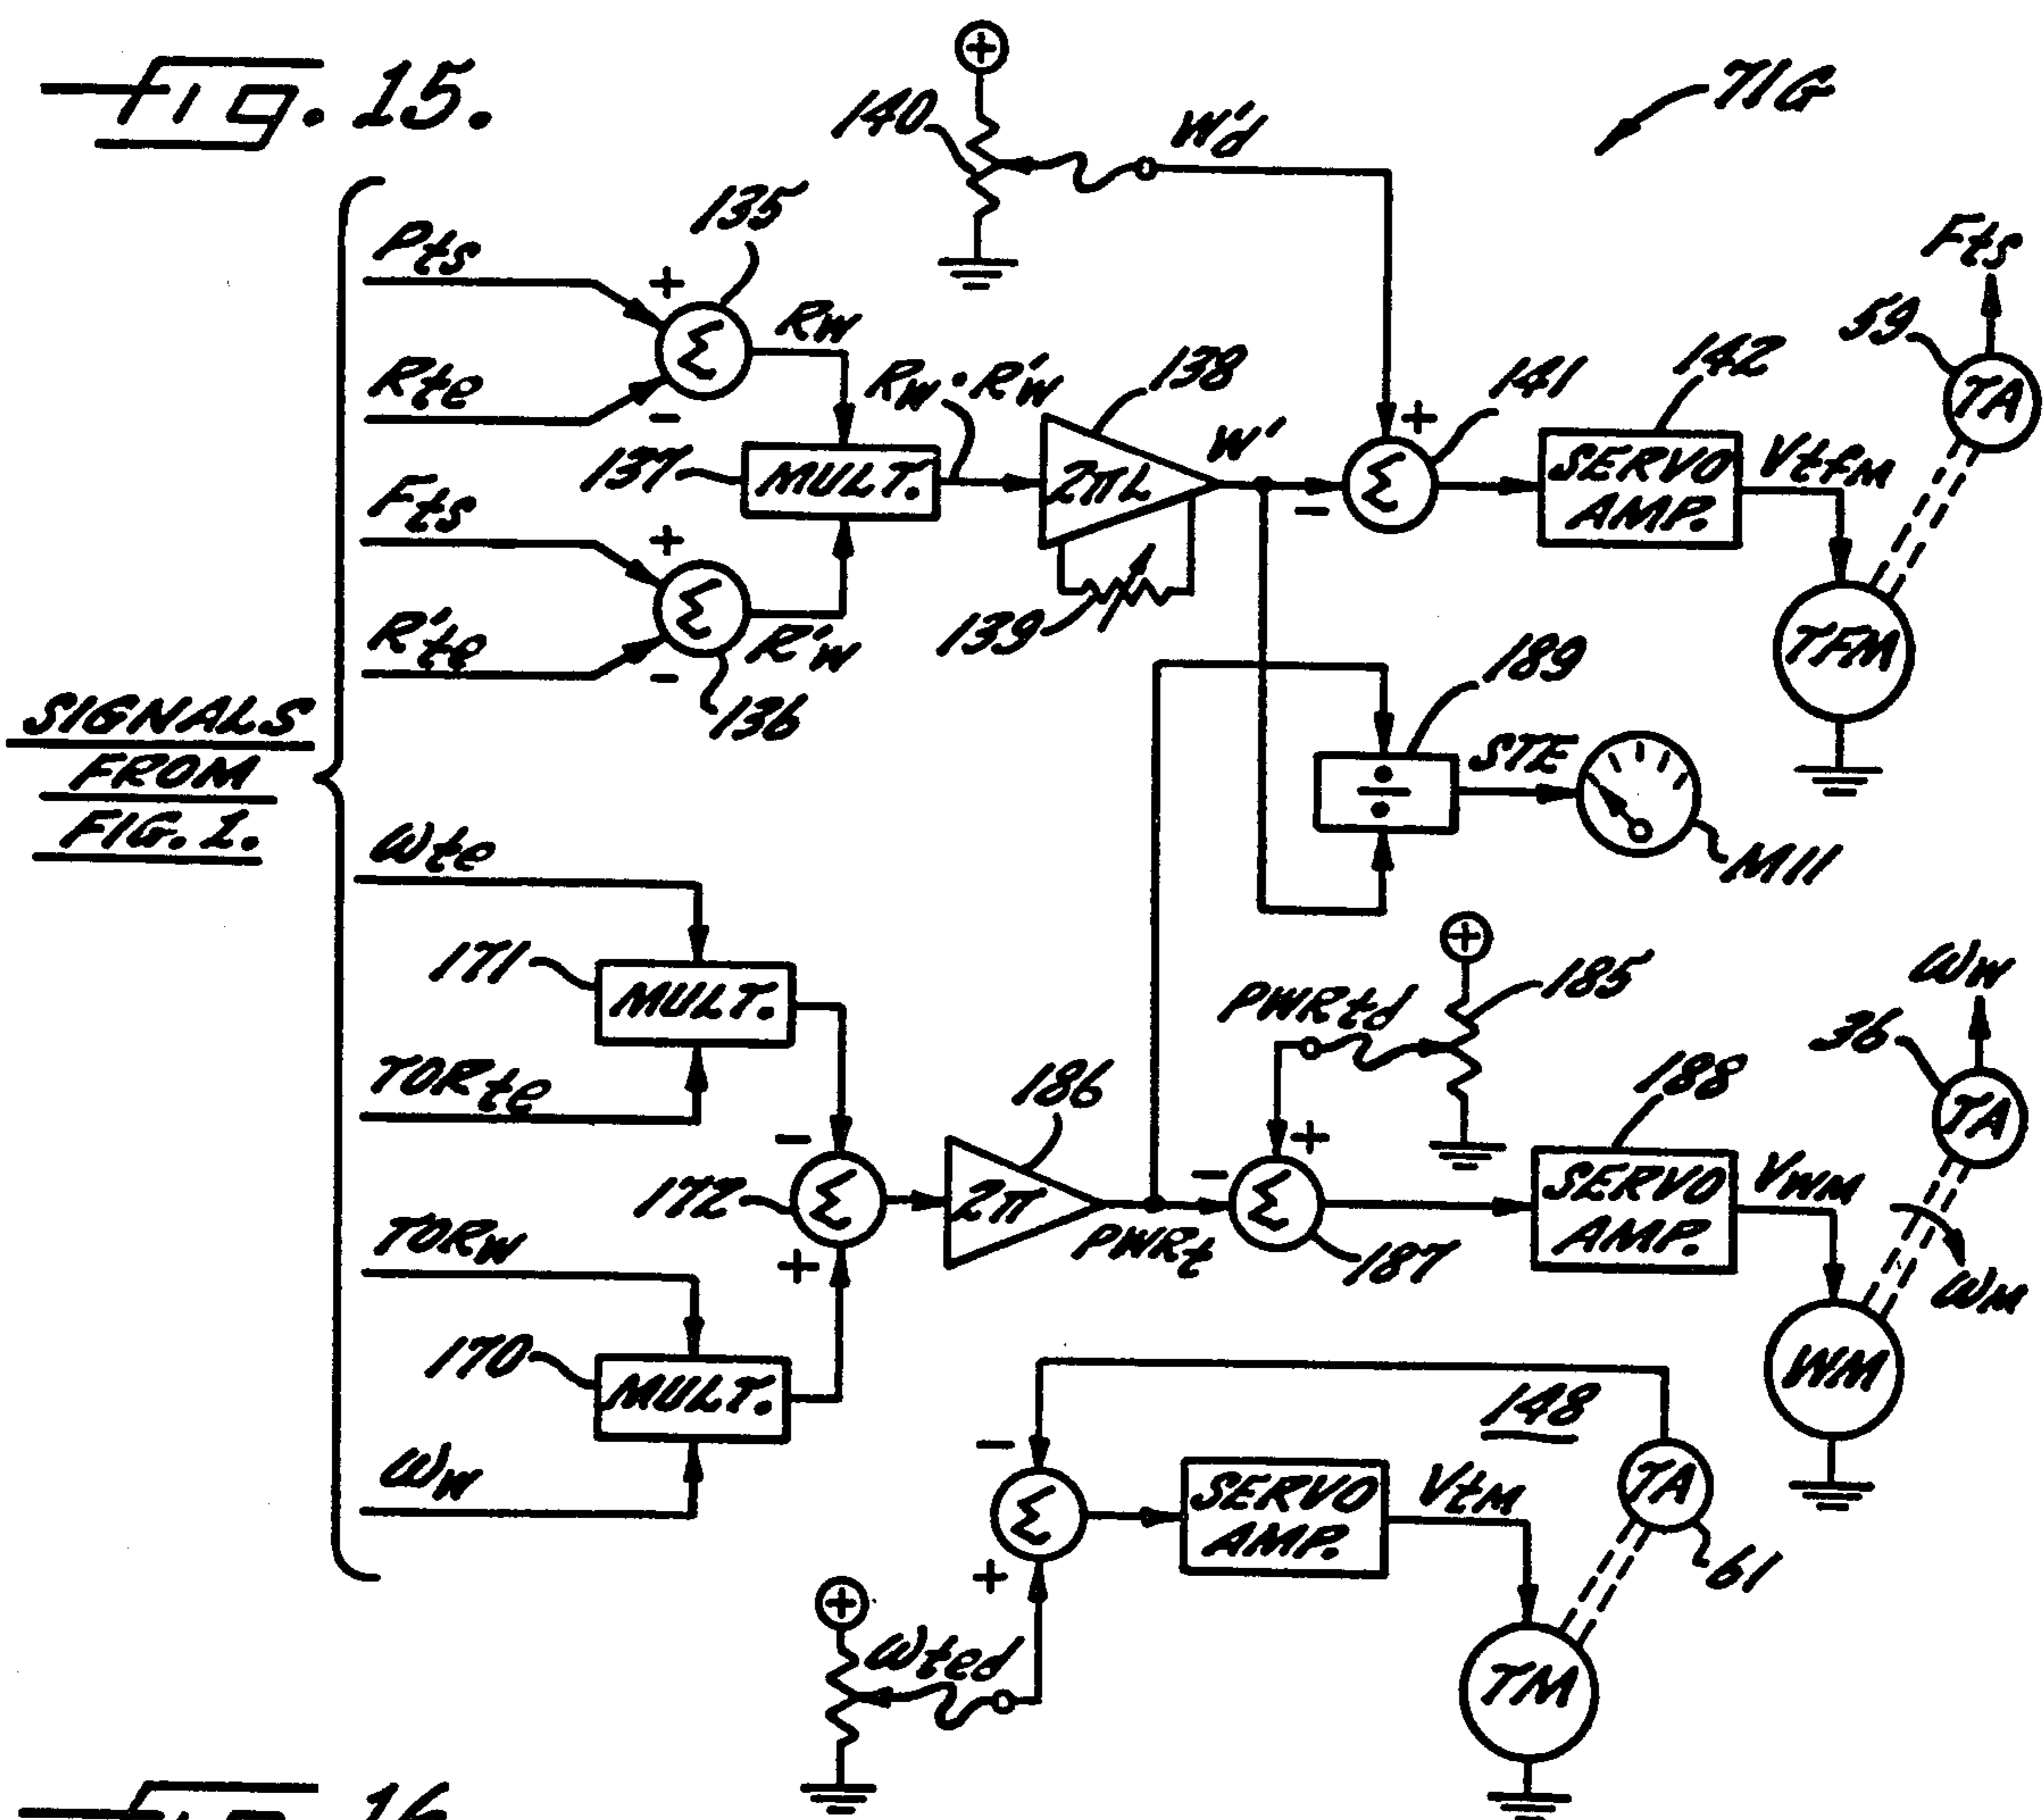 Fig. 15.
71G
140
W'd
135
Pts
+
Rw
Rte
-
Rw·R'w
138
141
142
59
Fts
TA
Σ
137
MULT.
2πL
W'
+
-
Σ
SERVO
AMP.
Vtfm
Fts
+
Σ
R'te
-
R'w
136
139
TFM
189
SIGNALS
FROM
FIG. 1.
÷
STE
M11
ωte
171
MULT.
TORte
PWRtd
185
ωw
36
TA
186
188
-
172
Σ
+
2π
PWRt
-
+
Σ
187
SERVO
AMP.
Vwm
ωm
WM
TORw
170
MULT.
ωw
148
-
Σ
+
SERVO
AMP.
Vtm
TA
61
ωted
TM
16